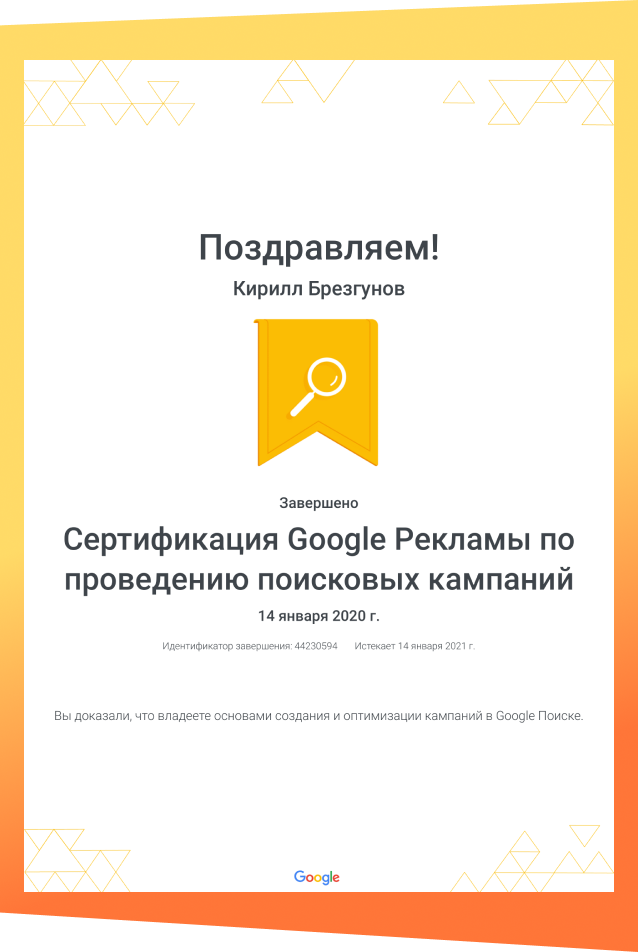 Поздравляем!
Кирилл Брезгунов
Завершено
Сертификация Google Рекламы по
проведению поисковых кампаний
14 января 2020 г.
Идентификатор завершения: 44230594 Истекает 14 января 2021 г.
Вы доказали, что владеете основами создания и оптимизации кампаний в Google Поиске.
Google